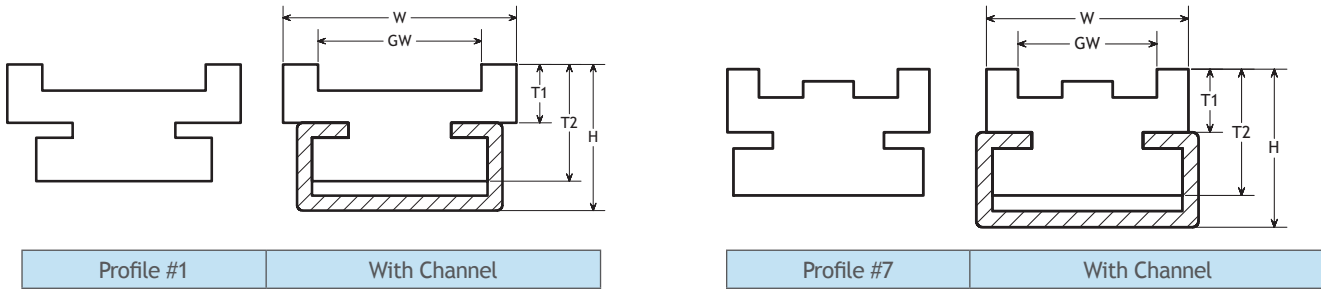 W
GW
T1
T2
H
Profile #1
With Channel
W
GW
T1
T2
H
Profile #7
With Channel